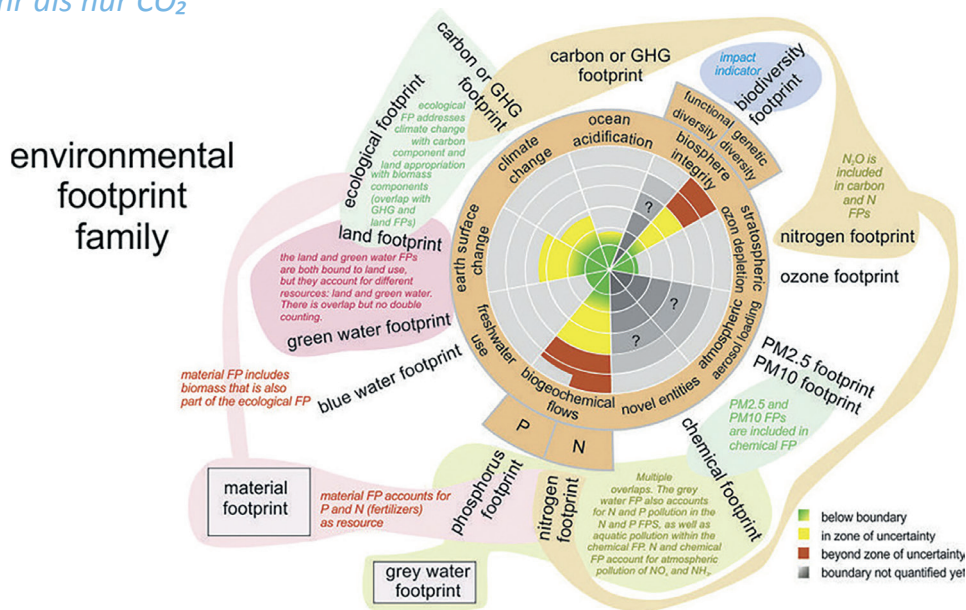 mehr als nur CO₂
environmental
footprint
family
carbon or GHG
footprint
ecological footprint
ecological
FP addresses
climate change
with carbon
component and
land appropriation
with biomass
components
(overlap with
GHG and
land FPs)
land footprint
the land and green water FPs
are both bound to land use,
but they account for different
resources: land and green water.
There is overlap but no double
counting.
green water footprint
material FP includes
biomass that is also
part of the ecological FP
blue water footprint
carbon or GHG
footprint
impact
indicator
biodiversity
footprint
N₂O is
included
in carbon
and N
FPs
nitrogen footprint
ozone footprint
PM2.5 footprint
PM10 footprint
PM2.5 and
PM10 FPs
are included in
chemical FP
chemical footprint
climate
change
ocean
acidification
functional
diversity
genetic
diversity
biosphere
integrity
stratospheric
ozon depletion
atmospheric
aerosol loading
novel entities
biogeochemical
flows
P
N
freshwater
use
earth surface
change
?
?
?
material
footprint
material FP accounts for
P and N (fertilizers)
as resource
phosphorus
footprint
nitrogen
footprint
Multiple
overlaps. The grey
water FP also accounts
for N and P pollution in the
N and P FPS, as well as
aquatic pollution within the
chemical FP. N and chemical
FP account for atmospheric
pollution of NOₓ and NH₃.
grey water
footprint
below boundary
in zone of uncertainty
beyond zone of uncertainty
boundary not quantified yet